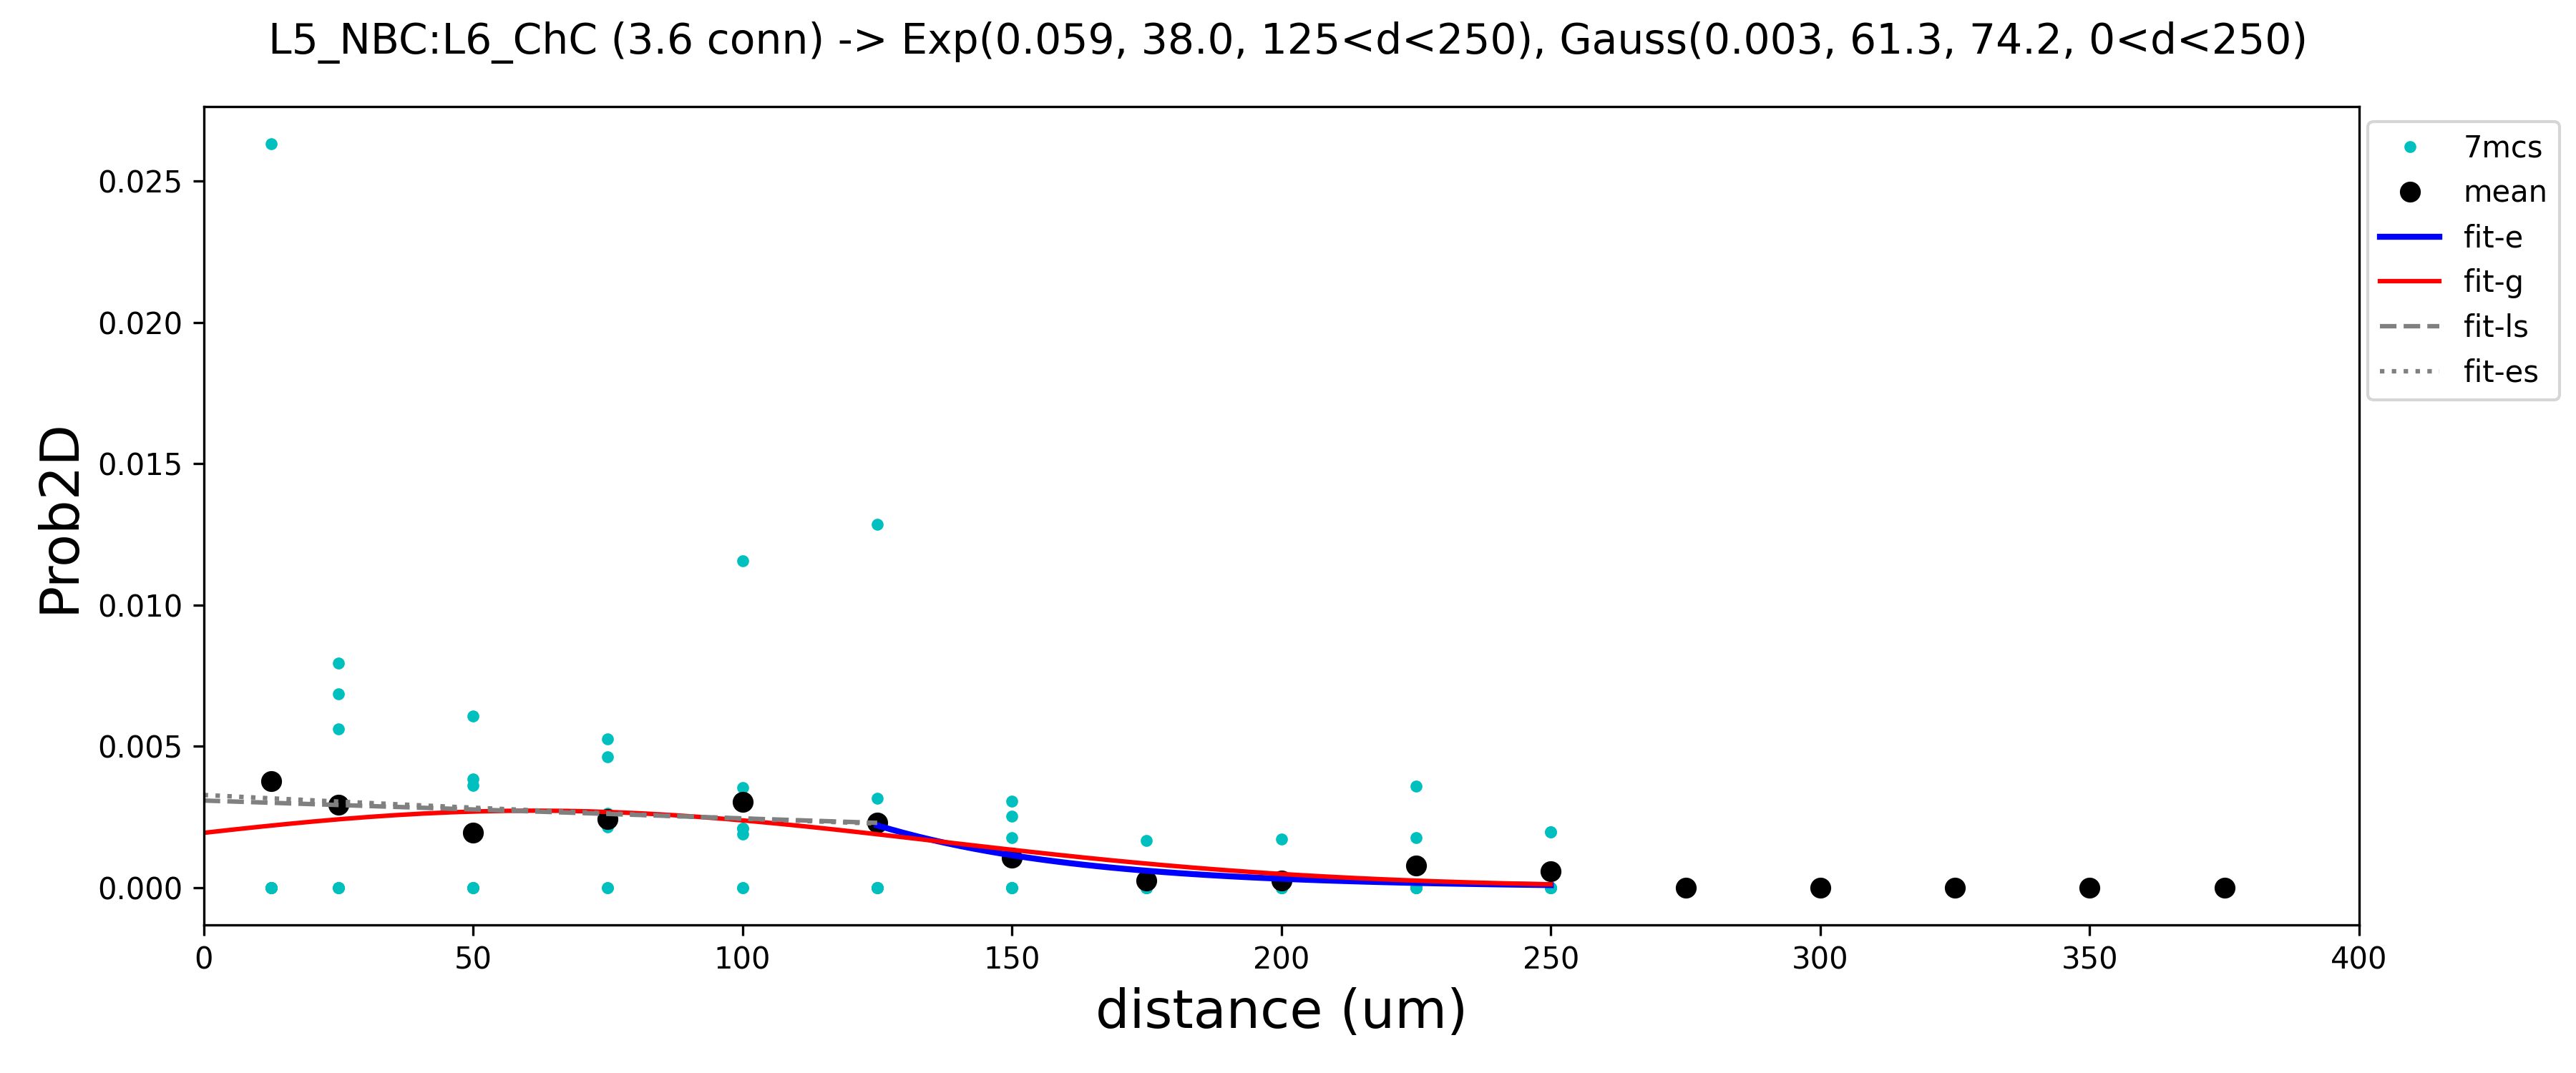 L5_NBC:L6_ChC (3.6 conn) -> Exp(0.059, 38.0, 125<d<250), Gauss(0.003, 61.3, 74.2, 0<d<250)
Prob2D
0.025
0.020
0.015
0.010
0.005
0.000
0 50 100 150 200 250 300 350 400
distance (um)
7mcs
mean
fit-e
fit-g
fit-ls
fit-es